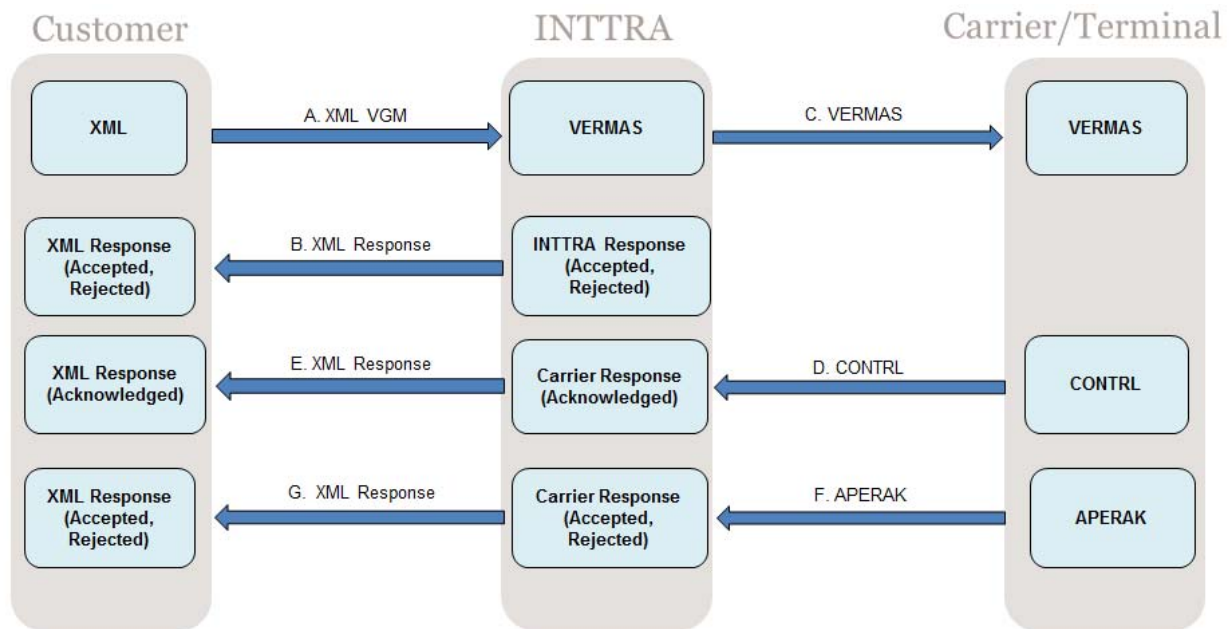 Customer
INTTRA
Carrier/Terminal
XML
A. XML VGM
VERMAS
C. VERMAS
VERMAS
XML Response
(Accepted,
Rejected)
B. XML Response
INTTRA Response
(Accepted,
Rejected)
XML Response
(Acknowledged)
E. XML Response
Carrier Response
(Acknowledged)
D. CONTRL
CONTRL
XML Response
(Accepted,
Rejected)
G. XML Response
Carrier Response
(Accepted,
Rejected)
F. APERAK
APERAK